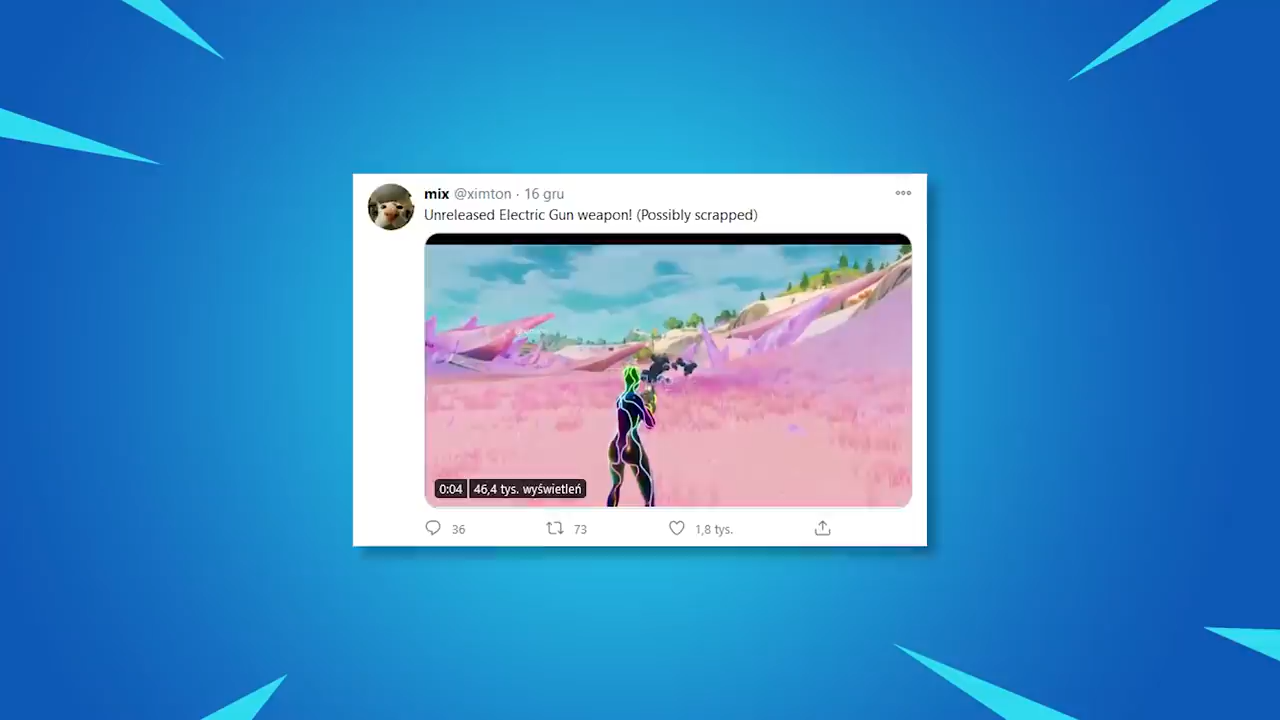 mix @ximton · 16 gru
Unreleased Electric Gun weapon! (Possibly scrapped)
0:04 46,4 tys. wyświetleń
36 73 1,8 tys.